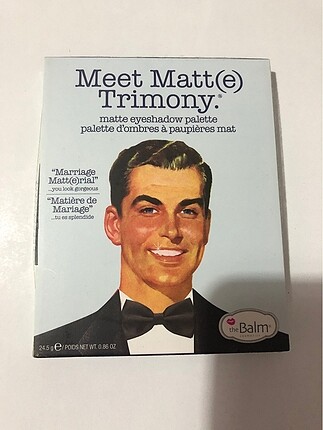 Meet Matt(e)
Trimony.®
matte eyeshadow palette
palette d'ombres à paupières mat
"Marriage
Matt(e)rial"
...you look gorgeous
"Matière de
Mariage"
...tu es splendide
theBalm®
24.5 g ℮ / POIDS NET WT. 0.86 OZ